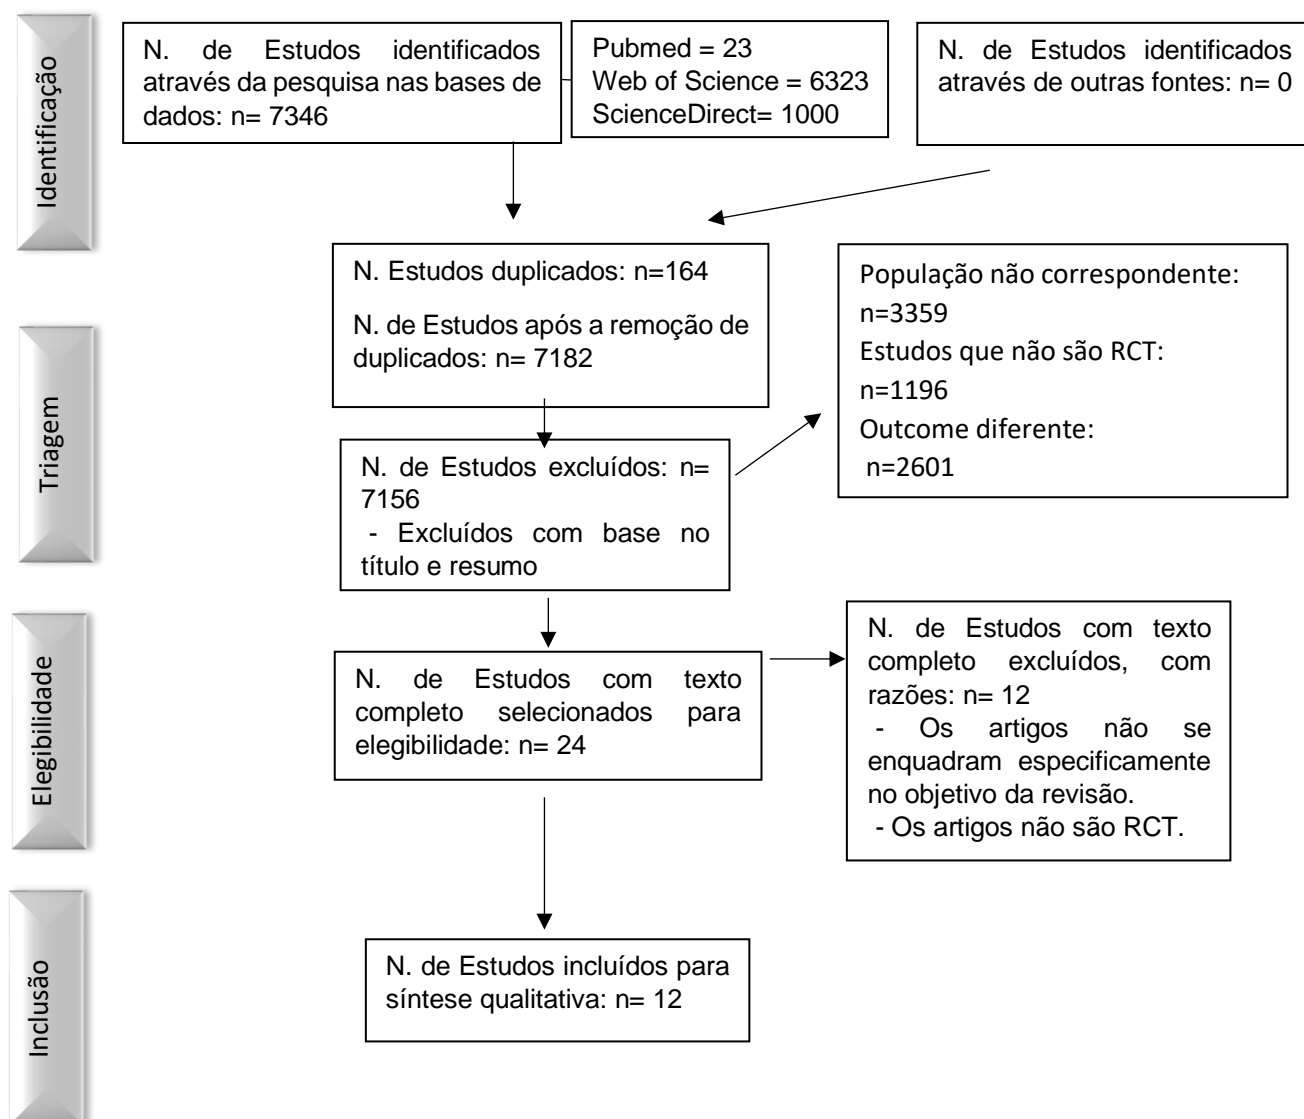 Identificação
N. de Estudos identificados
através da pesquisa nas bases de
dados: n= 7346
Pubmed = 23
Web of Science = 6323
ScienceDirect= 1000
N. de Estudos identificados
através de outras fontes: n= 0
Triagem
N. Estudos duplicados: n=164
N. de Estudos após a remoção de
duplicados: n= 7182
População não correspondente:
n=3359
Estudos que não são RCT:
n=1196
Outcome diferente:
n=2601
N. de Estudos excluídos: n=
7156
- Excluídos com base no
título e resumo
Elegibilidade
N. de Estudos com texto
completo selecionados para
elegibilidade: n= 24
N. de Estudos com texto
completo excluídos, com
razões: n= 12
- Os artigos não se
enquadram especificamente
no objetivo da revisão.
- Os artigos não são RCT.
Inclusão
N. de Estudos incluídos para
síntese qualitativa: n= 12